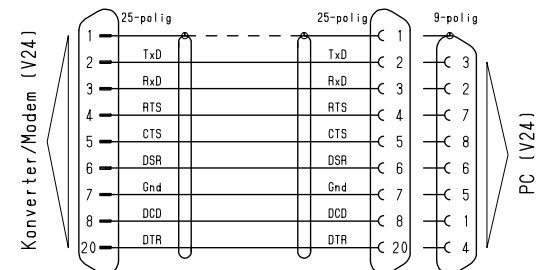 25-polig 25-polig 9-polig
1 1
2 TxD TxD 2 3
3 RxD RxD 3 2
4 RTS RTS 4 7
5 CTS CTS 5 8
6 DSR DSR 6 6
7 Gnd Gnd 7 5
8 DCD DCD 8 1
20 DTR DTR 20 4
Konverter/Modem (V24)
PC (V24)